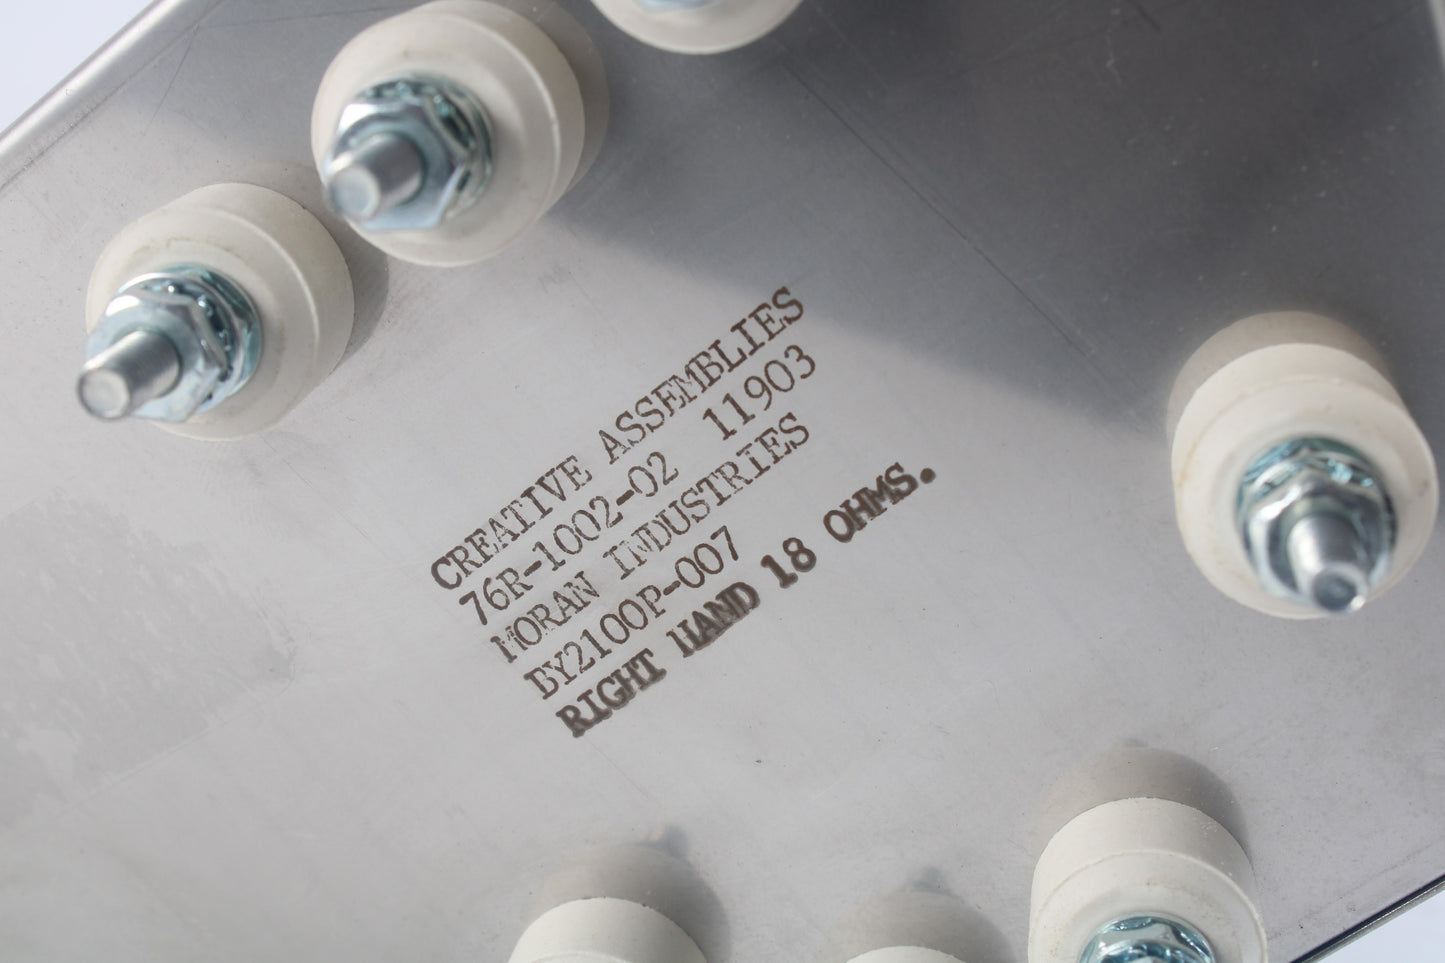 CREATIVE ASSEMBLIES
76R-1002-02 11903
MORAN INDUSTRIES
BY2100P-007
RIGHT HAND 18 OHMS.